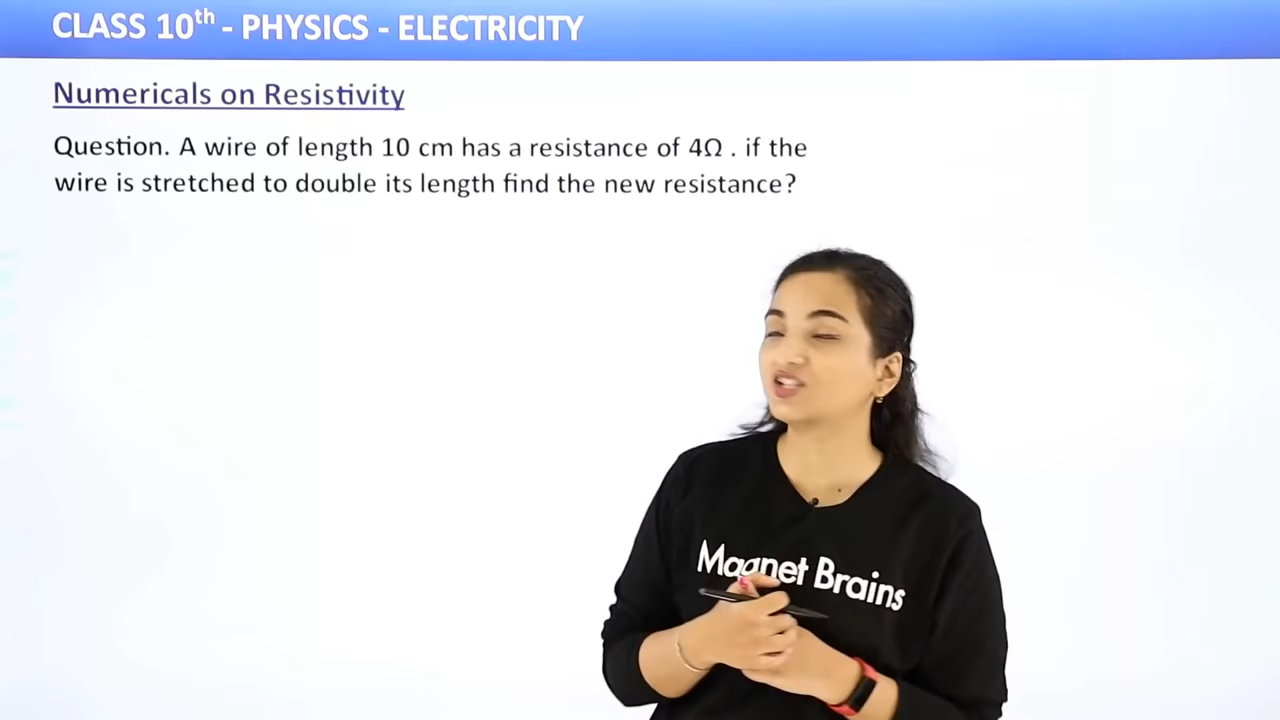 CLASS 10th - PHYSICS - ELECTRICITY
Numericals on Resistivity
Question. A wire of length 10 cm has a resistance of 4Ω . if the
wire is stretched to double its length find the new resistance?
Magnet Brains